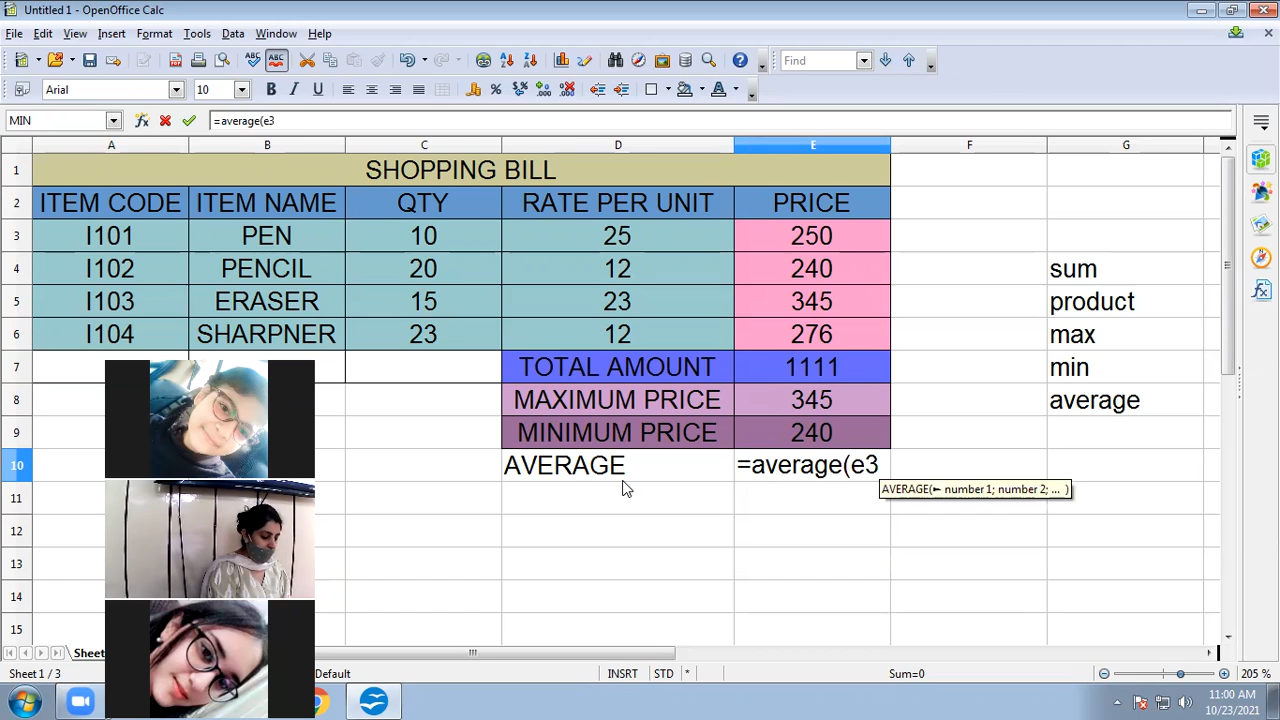 Untitled 1 - OpenOffice Calc
File Edit View Insert Format Tools Data Window Help
Find
Arial 10
MIN =average(e3
A B C D E F G
1 SHOPPING BILL
2 ITEM CODE ITEM NAME QTY RATE PER UNIT PRICE
3 I101 PEN 10 25 250
4 I102 PENCIL 20 12 240 sum
5 I103 ERASER 15 23 345 product
6 I104 SHARPNER 23 12 276 max
7 TOTAL AMOUNT 1111 min
8 MAXIMUM PRICE 345 average
9 MINIMUM PRICE 240
10 AVERAGE =average(e3
AVERAGE( number 1; number 2; ... )
11
12
13
14
15
Sheet
Sheet 1 / 3 Default INSRT STD * Sum=0 205 %
11:00 AM
10/23/2021